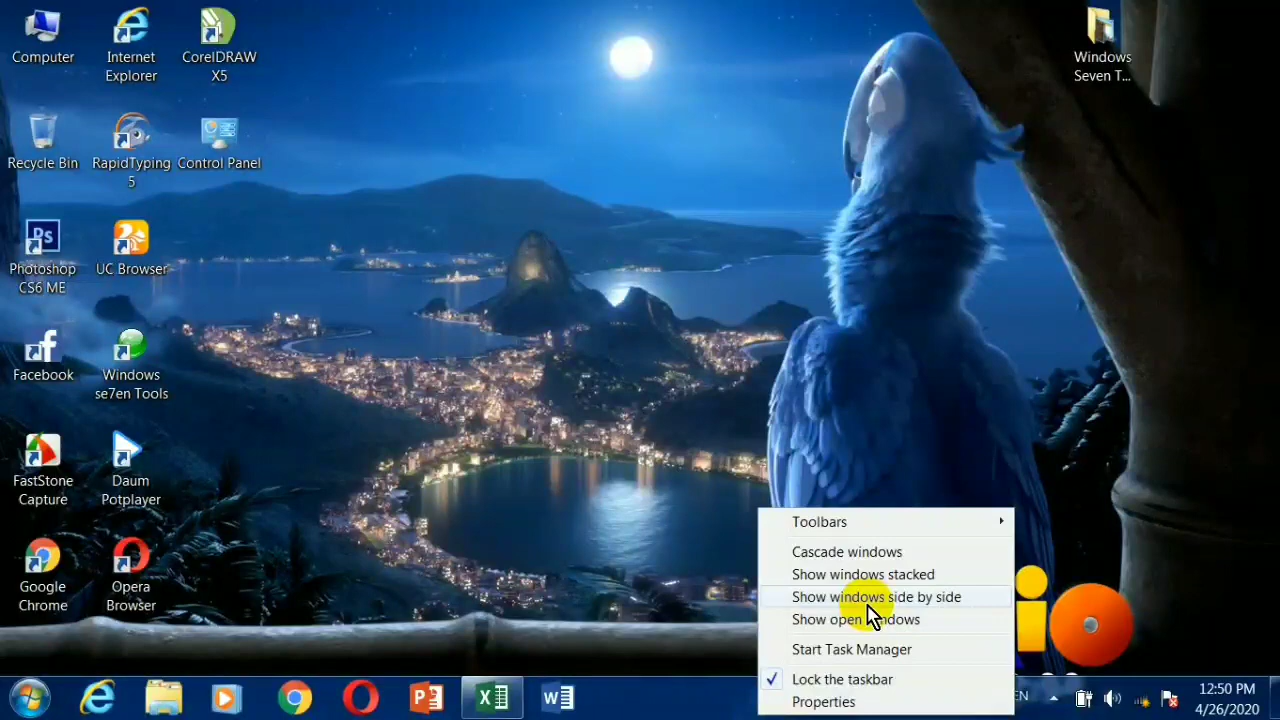 Computer
Internet
Explorer
CorelDRAW
X5
Windows
Seven T...
Recycle Bin
RapidTyping
5
Control Panel
Ps
Photoshop
CS6 ME
UC Browser
Facebook
Windows
se7en Tools
FastStone
Capture
Daum
Potplayer
Google
Chrome
Opera
Browser
Toolbars
Cascade windows
Show windows stacked
Show windows side by side
Show open windows
Start Task Manager
Lock the taskbar
Properties
EN
12:50 PM
4/26/2020